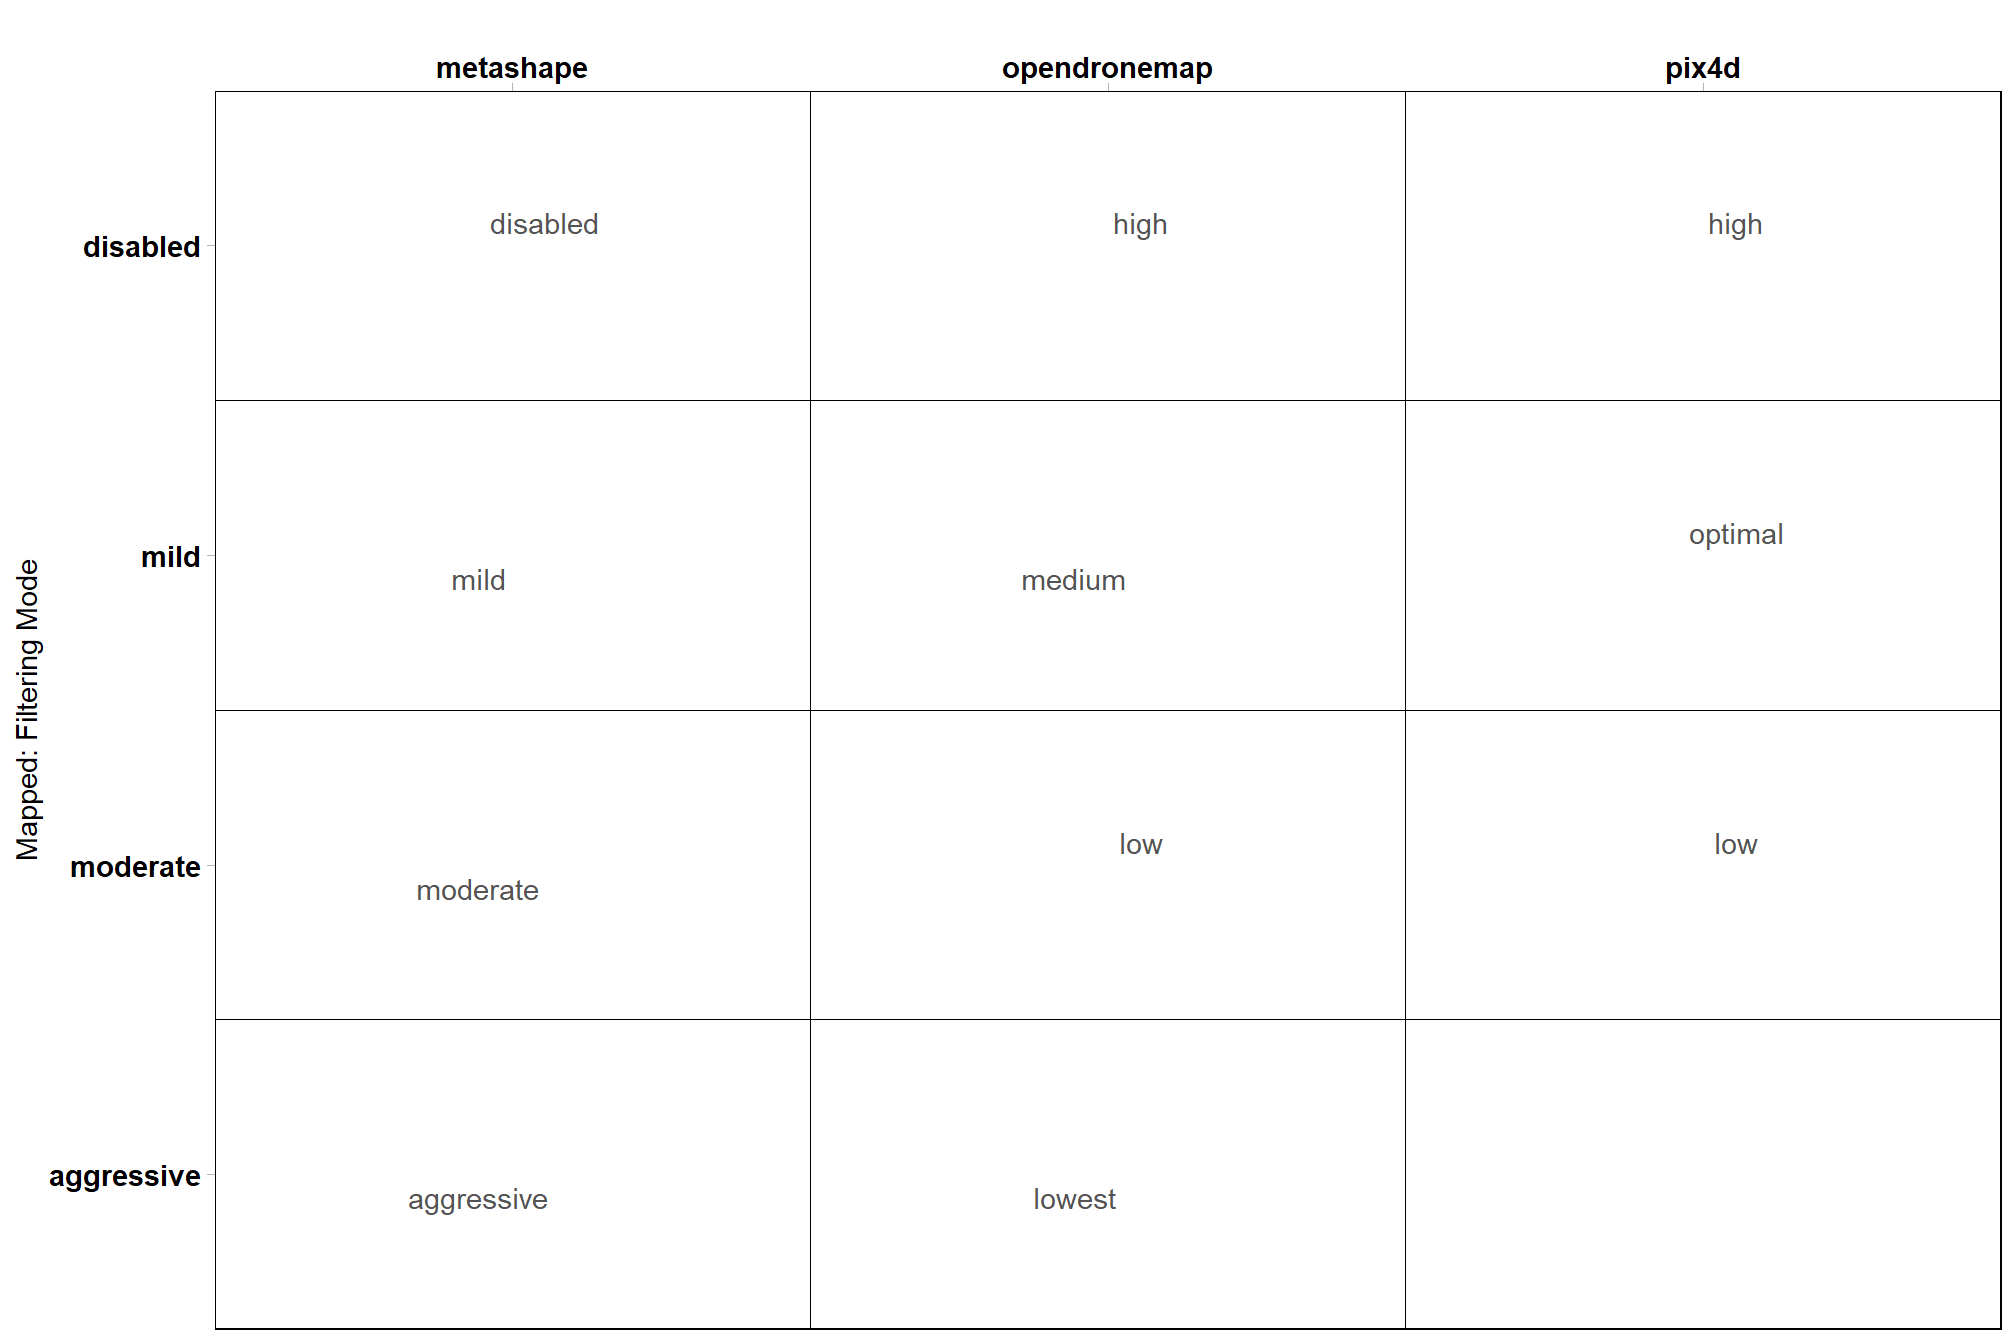 metashape opendronemap pix4d
disabled disabled high high
mild mild medium optimal
Mapped: Filtering Mode
moderate moderate low low
aggressive aggressive lowest